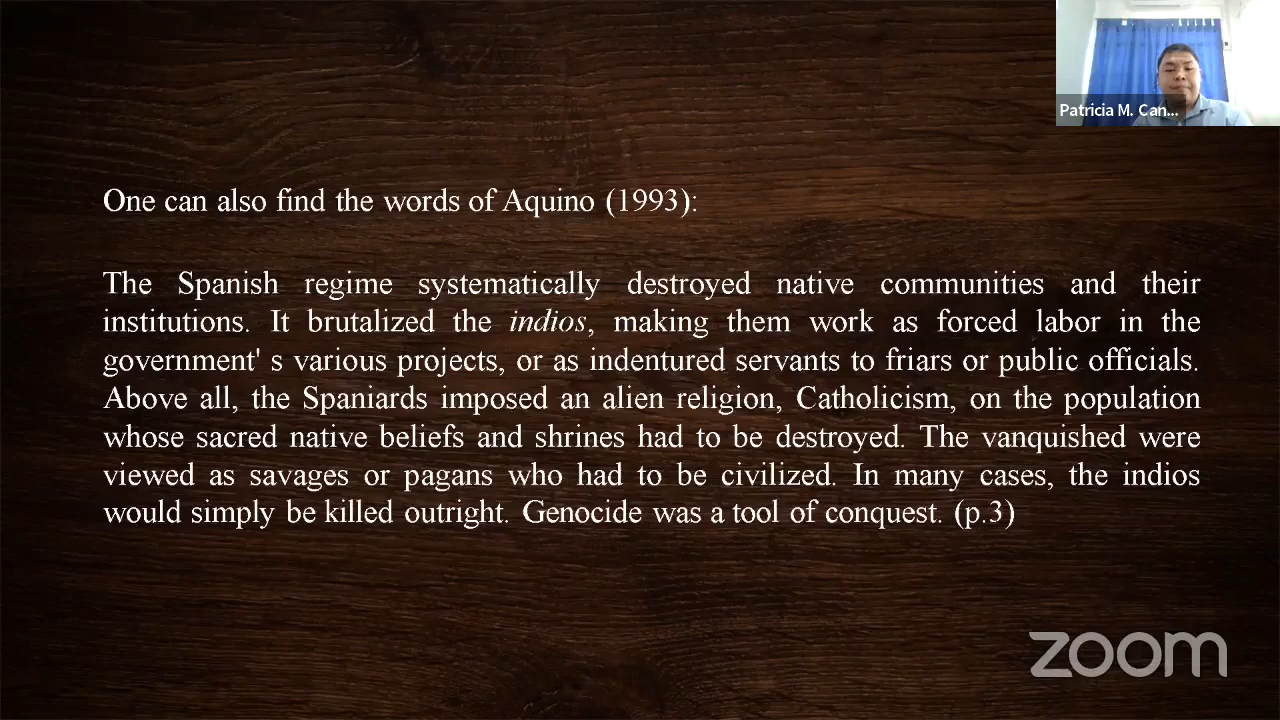 Patricia M. Can...
One can also find the words of Aquino (1993):
The Spanish regime systematically destroyed native communities and their
institutions. It brutalized the indios, making them work as forced labor in the
government' s various projects, or as indentured servants to friars or public officials.
Above all, the Spaniards imposed an alien religion, Catholicism, on the population
whose sacred native beliefs and shrines had to be destroyed. The vanquished were
viewed as savages or pagans who had to be civilized. In many cases, the indios
would simply be killed outright. Genocide was a tool of conquest. (p.3)
zoom